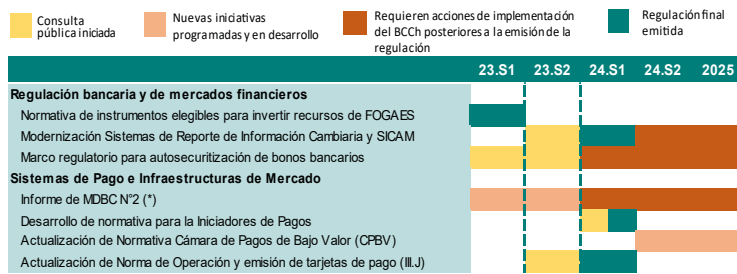 Consulta
pública iniciada
Nuevas iniciativas
programadas y en desarrollo
Requieren acciones de implementación
del BCCh posteriores a la emisión de la
regulación
Regulación final
emitida
23.S1 23.S2 24.S1 24.S2 2025
Regulación bancaria y de mercados financieros
Normativa de instrumentos elegibles para invertir recursos de FOGAES
Modernización Sistemas de Reporte de Información Cambiaria y SICAM
Marco regulatorio para autosecuritización de bonos bancarios
Sistemas de Pago e Infraestructuras de Mercado
Informe de MDBC N°2 (*)
Desarrollo de normativa para la Iniciadores de Pagos
Actualización de Normativa Cámara de Pagos de Bajo Valor (CPBV)
Actualización de Norma de Operación y emisión de tarjetas de pago (III.J)